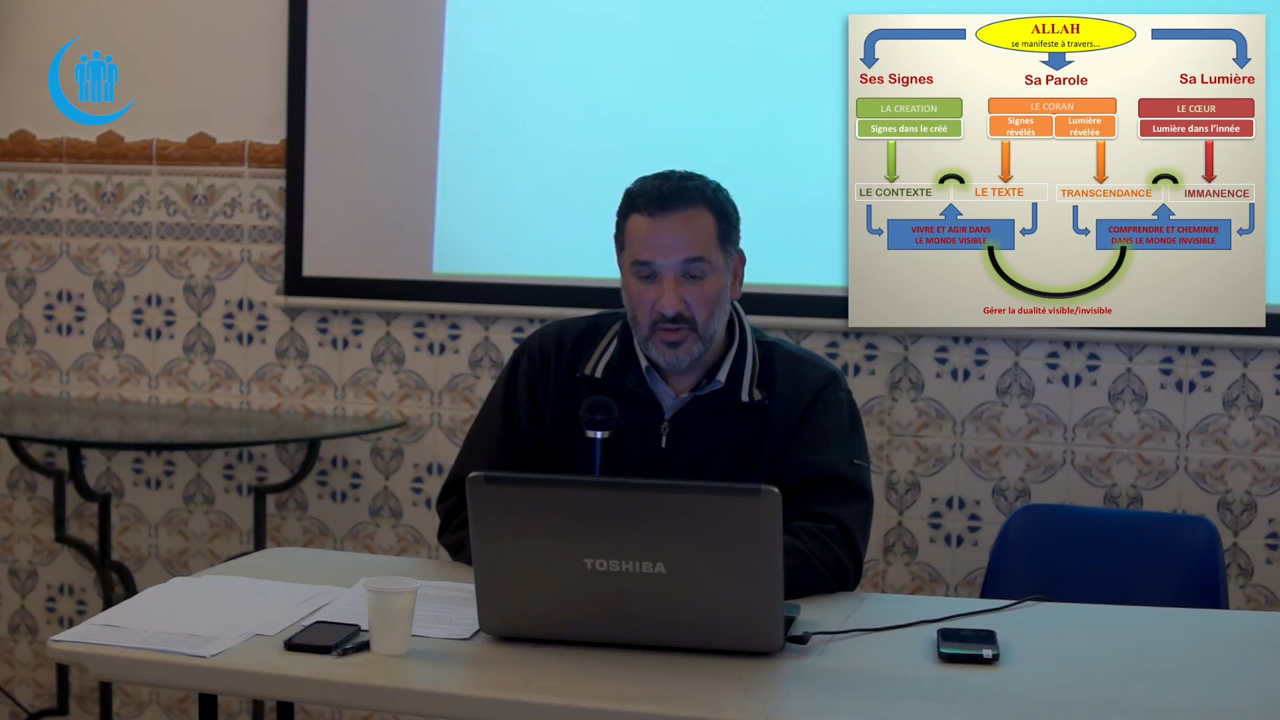 ALLAH
se manifeste à travers...
Ses Signes
Sa Parole
Sa Lumière
LA CREATION
Signes dans le créé
LE CORAN
Signes
révélés
Lumière
révélée
LE CŒUR
Lumière dans l'innée
LE CONTEXTE
LE TEXTE
TRANSCENDANCE
IMMANENCE
VIVRE ET AGIR DANS
LE MONDE VISIBLE
COMPRENDRE ET CHEMINER
DANS LE MONDE INVISIBLE
Gérer la dualité visible/invisible
TOSHIBA